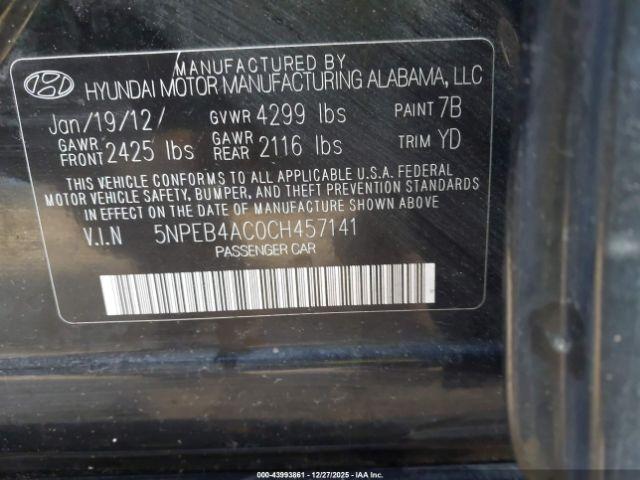 MANUFACTURED BY
HYUNDAI MOTOR MANUFACTURING ALABAMA, LLC
Jan/19/12/ GVWR 4299 lbs PAINT 7B
GAWR FRONT 2425 lbs GAWR REAR 2116 lbs TRIM YD
THIS VEHICLE CONFORMS TO ALL APPLICABLE U.S.A. FEDERAL
MOTOR VEHICLE SAFETY, BUMPER, AND THEFT PREVENTION STANDARDS
IN EFFECT ON THE DATE OF MANUFACTURE SHOWN ABOVE.
V.I.N 5NPEB4AC0CH457141
PASSENGER CAR
000-43993861 - 12/27/2025 - IAA Inc.